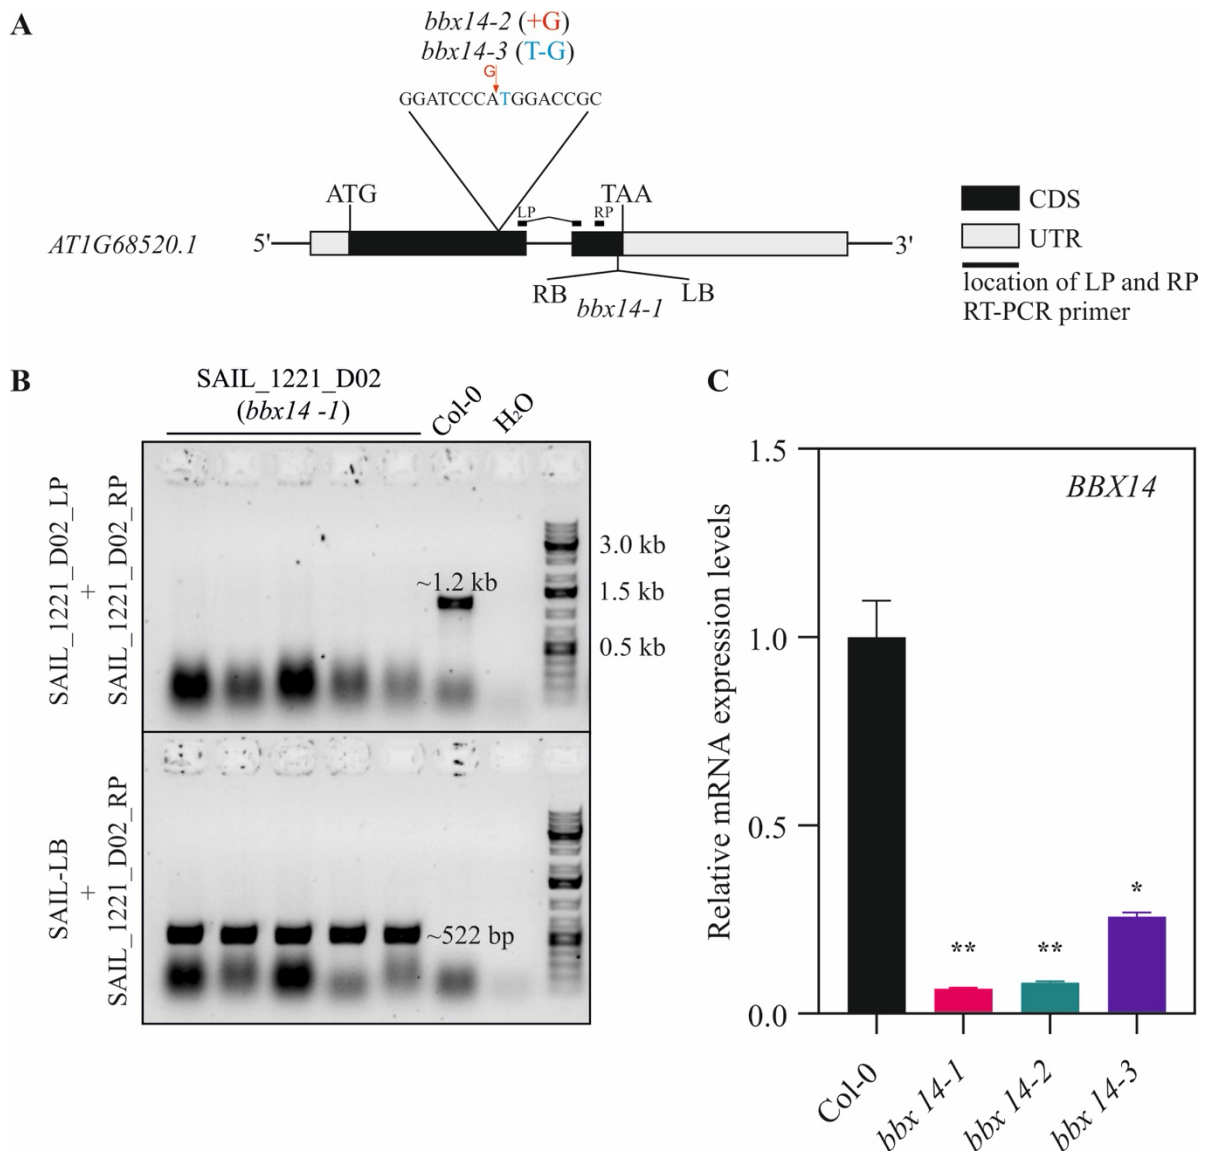 A
bbx14-2 (+G)
bbx14-3 (T-G)
G
GGATCCCATGGACCGC
ATG
TAA
LP
RP
AT1G68520.1
5'
3'
RB
LB
bbx14-1
CDS
UTR
location of LP and RP
RT-PCR primer
B
SAIL_1221_D02
(bbx14 -1)
Col-0
H₂O
SAIL_1221_D02_LP
+
SAIL_1221_D02_RP
~1.2 kb
3.0 kb
1.5 kb
0.5 kb
SAIL-LB
+
SAIL_1221_D02_RP
~522 bp
C
BBX14
Relative mRNA expression levels
1.5
1.0
0.5
0.0
**
**
*
Col-0
bbx 14-1
bbx 14-2
bbx 14-3